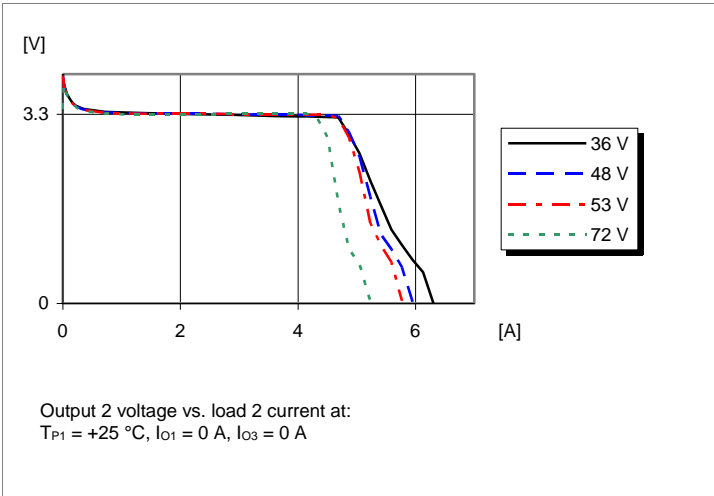 [V]
3.3
0
0 2 4 6 [A]
36 V
48 V
53 V
72 V
Output 2 voltage vs. load 2 current at:
TP1 = +25 °C, IO1 = 0 A, IO3 = 0 A